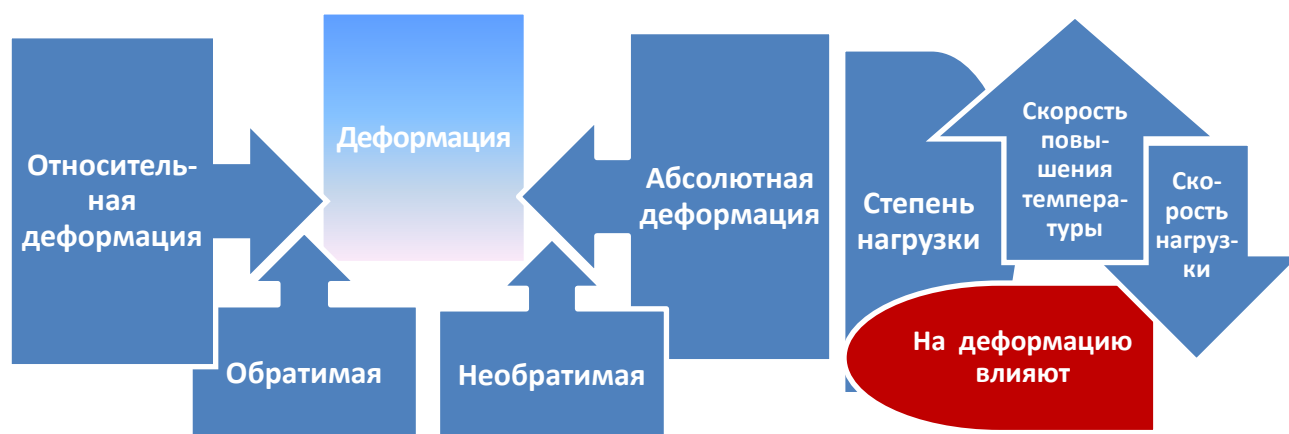 Относитель-
ная
деформация
Деформация
Абсолютная
деформация
Обратимая
Необратимая
Степень
нагрузки
Скорость
повы-
шения
темпера-
туры
Ско-
рость
нагруз-
ки
На деформацию
влияют